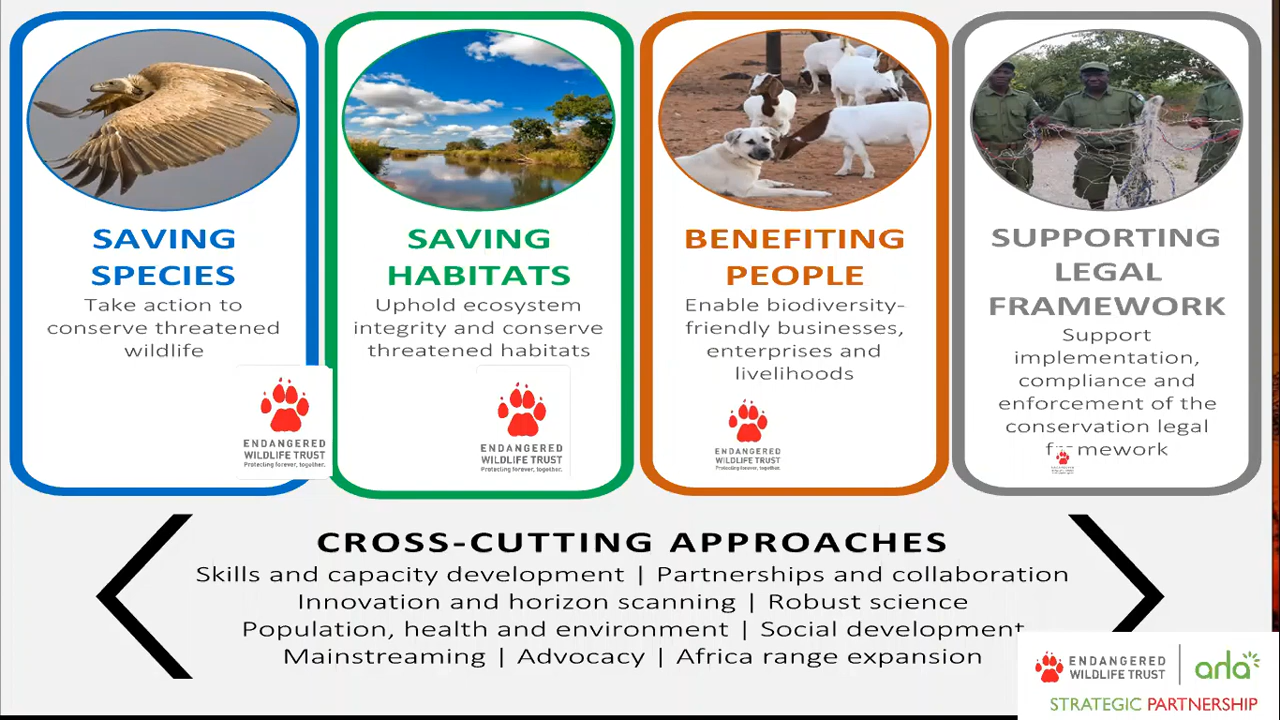 SAVING
SPECIES
Take action to
conserve threatened
wildlife
ENDANGERED
WILDLIFE TRUST
Protecting forever, together.
SAVING
HABITATS
Uphold ecosystem
integrity and conserve
threatened habitats
ENDANGERED
WILDLIFE TRUST
Protecting forever, together.
BENEFITING
PEOPLE
Enable biodiversity-
friendly businesses,
enterprises and
livelihoods
ENDANGERED
WILDLIFE TRUST
Protecting forever, together.
SUPPORTING
LEGAL
FRAMEWORK
Support
implementation,
compliance and
enforcement of the
conservation legal
CROSS-CUTTING APPROACHES
Skills and capacity development | Partnerships and collaboration
Innovation and horizon scanning | Robust science
Population, health and environment | Social development
Mainstreaming | Advocacy | Africa range expansion
ENDANGERED
WILDLIFE TRUST
arla
STRATEGIC PARTNERSHIP